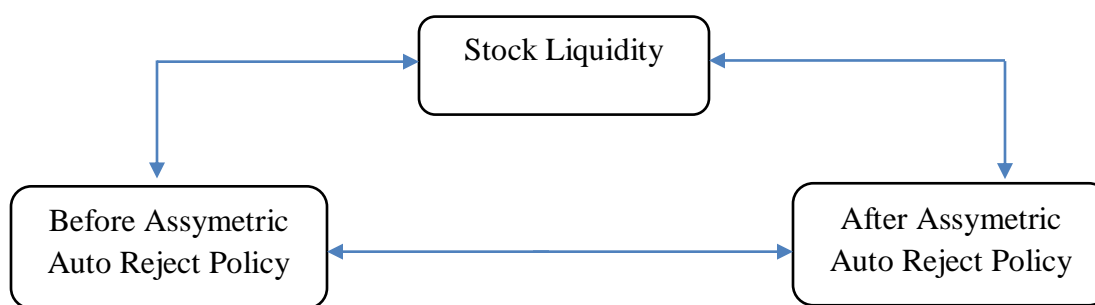 Stock Liquidity
Before Assymetric
Auto Reject Policy
After Assymetric
Auto Reject Policy